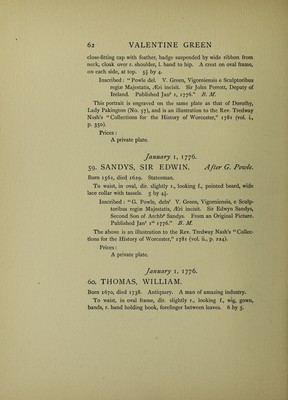 62 VALENTINE GREEN
close-fitting cap with feather, badge suspended by wide ribbon from
neck, cloak over r. shoulder, l. hand to hip. A crest on oval frame,
on each side, at top. 5¾ by 4.
Inscribed: “Powle del. V. Green, Vigorniensis e Sculptoribus
regiæ Majestatis, Æri incisit. Sir John Perrott, Deputy of
Ireland. Published Janʸ 1, 1776.” B. M.
This portrait is engraved on the same plate as that of Dorothy,
Lady Pakington (No. 57), and is an illustration to the Rev. Tredway
Nash's “Collections for the History of Worcester,” 1781 (vol. i.,
p. 350).
Prices:
A private plate.
January 1, 1776.
59. SANDYS, SIR EDWIN. After G. Powle.
Born 1561, died 1629. Statesman.
To waist, in oval, dir. slightly r., looking f., pointed beard, wide
lace collar with tassels. 5 by 4¾.
Inscribed: “G. Powle, delnᵗ V. Green, Vigorniensis, e Sculp-
toribus regiæ Majestatis, Æri incisit. Sir Edwyn Sandys,
Second Son of Archbᵖ Sandys. From an Original Picture.
Published Janʸ 1ˢᵗ 1776.” B. M.
The above is an illustration to the Rev. Tredway Nash's “Collec-
tions for the History of Worcester,” 1781 (vol. ii., p. 224).
Prices:
A private plate.
January 1, 1776.
60. THOMAS, WILLIAM.
Born 1670, died 1738. Antiquary. A man of amazing industry.
To waist, in oval frame, dir. slightly r., looking f., wig, gown,
bands, r. hand holding book, forefinger between leaves. 6 by 5.